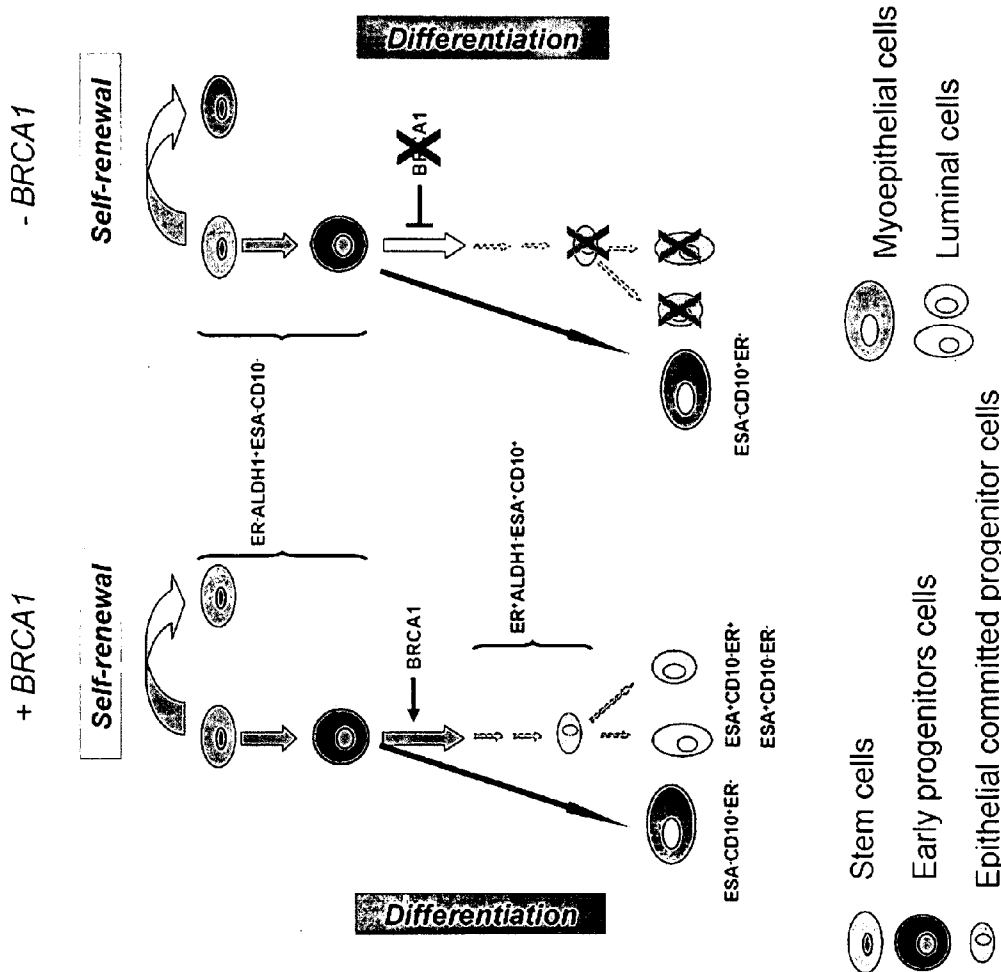 + BRCA1
- BRCA1
Self-renewal
Self-renewal
ER-ALDH1+ESA-CD10-
BRCA1
BRCA1
ER+ALDH1-ESA+CD10+
Differentiation
Differentiation
ESA-CD10+ER-
ESA+CD10-ER+
ESA+CD10-ER-
ESA-CD10+ER-
Stem cells
Early progenitors cells
Epithelial committed progenitor cells
Myoepithelial cells
Luminal cells